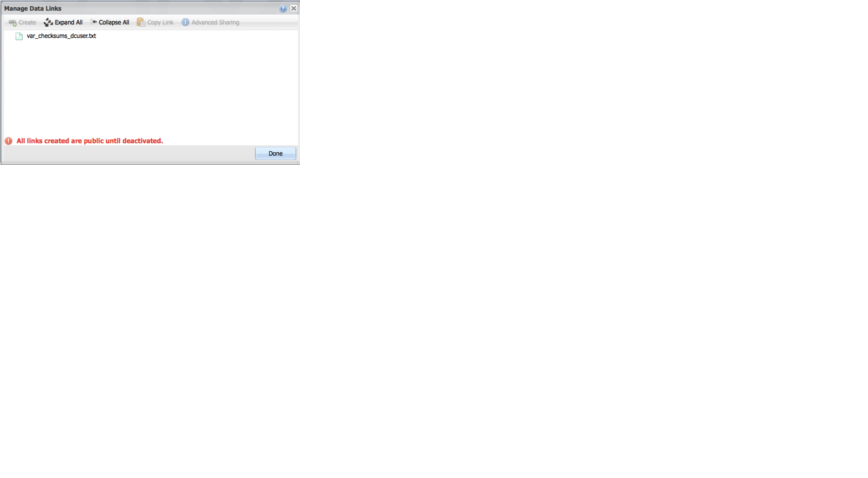 Manage Data Links
Create Expand All Collapse All Copy Link Advanced Sharing
var_checksums_dcuser.txt
All links created are public until deactivated.
Done